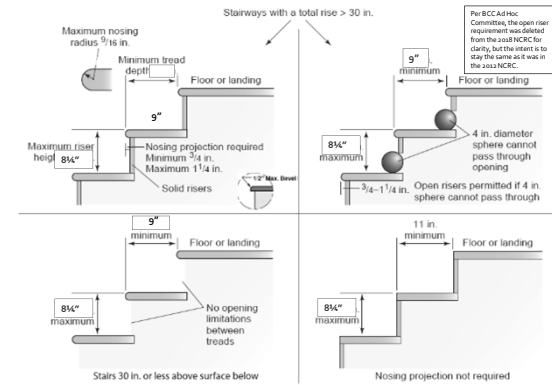 Stairways with a total rise > 30 in.
Per BCC Ad Hoc
Committee, the open riser
requirement was deleted
from the 2018 NCRC for
clarity, but the intent is to
stay the same as it was in
the 2012 NCRC.
Maximum nosing
radius 9/16 in.
Minimum tread
depth
Floor or landing
9"
Maximum riser
height 8¼"
Nosing projection required
Minimum 3/4 in.
Maximum 1 1/4 in.
Solid risers
1/2" Max. Bevel
9"
minimum
Floor or landing
8¼"
maximum
4 in. diameter
sphere cannot
pass through
opening
3/4–1 1/4 in.
Open risers permitted if 4 in.
sphere cannot pass through
9"
minimum
Floor or landing
8¼"
maximum
No opening
limitations
between
treads
Stairs 30 in. or less above surface below
11 in.
minimum
Floor or landing
8¼"
maximum
Nosing projection not required